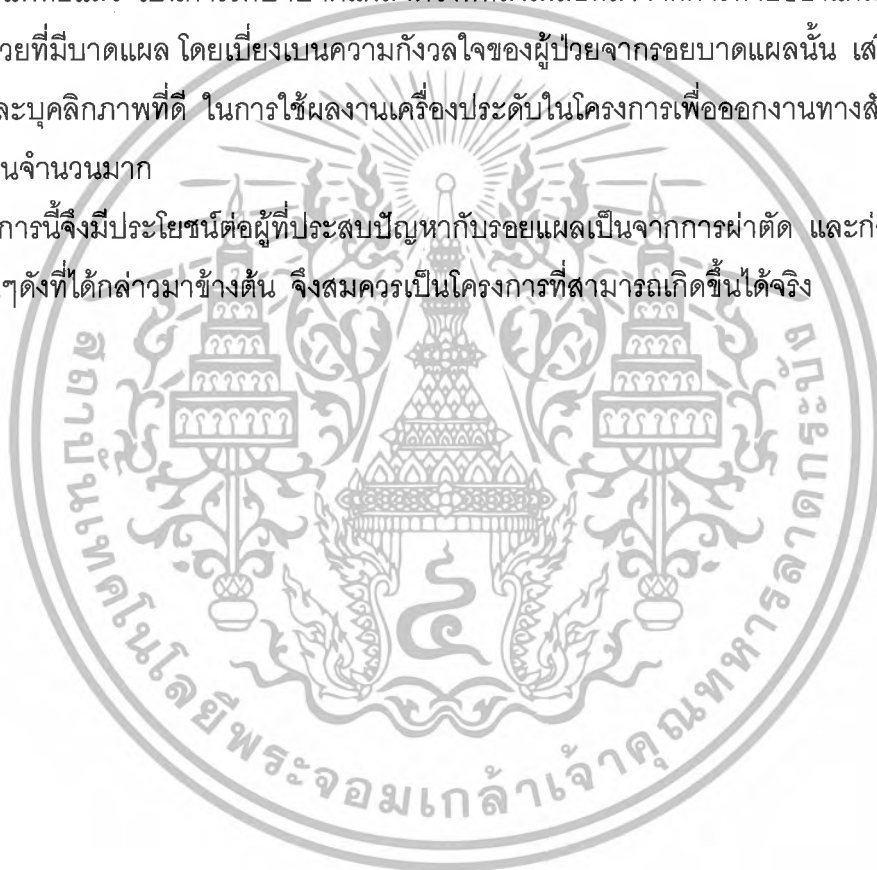 วยที่มีบาดแผล โดยเบี่ยงเบนความกังวลใจของผู้ป่วยจากรอยบาดแผลนั้น
ละบุคลิกภาพที่ดี ในการใช้ผลงานเครื่องประดับในโครงการเพื่อออกงานทางสั
นจำนวนมาก
การนี้จึงมีประโยชน์ต่อผู้ที่ประสบปัญหากับรอยแผลเป็นจากการผ่าตัด และก่
ๆดังที่ได้กล่าวมาข้างต้น จึงสมควรเป็นโครงการที่สามารถเกิดขึ้นได้จริง
สถาบันเทคโนโลยีพระจอมเกล้าเจ้าคุณทหารลาดกระบัง